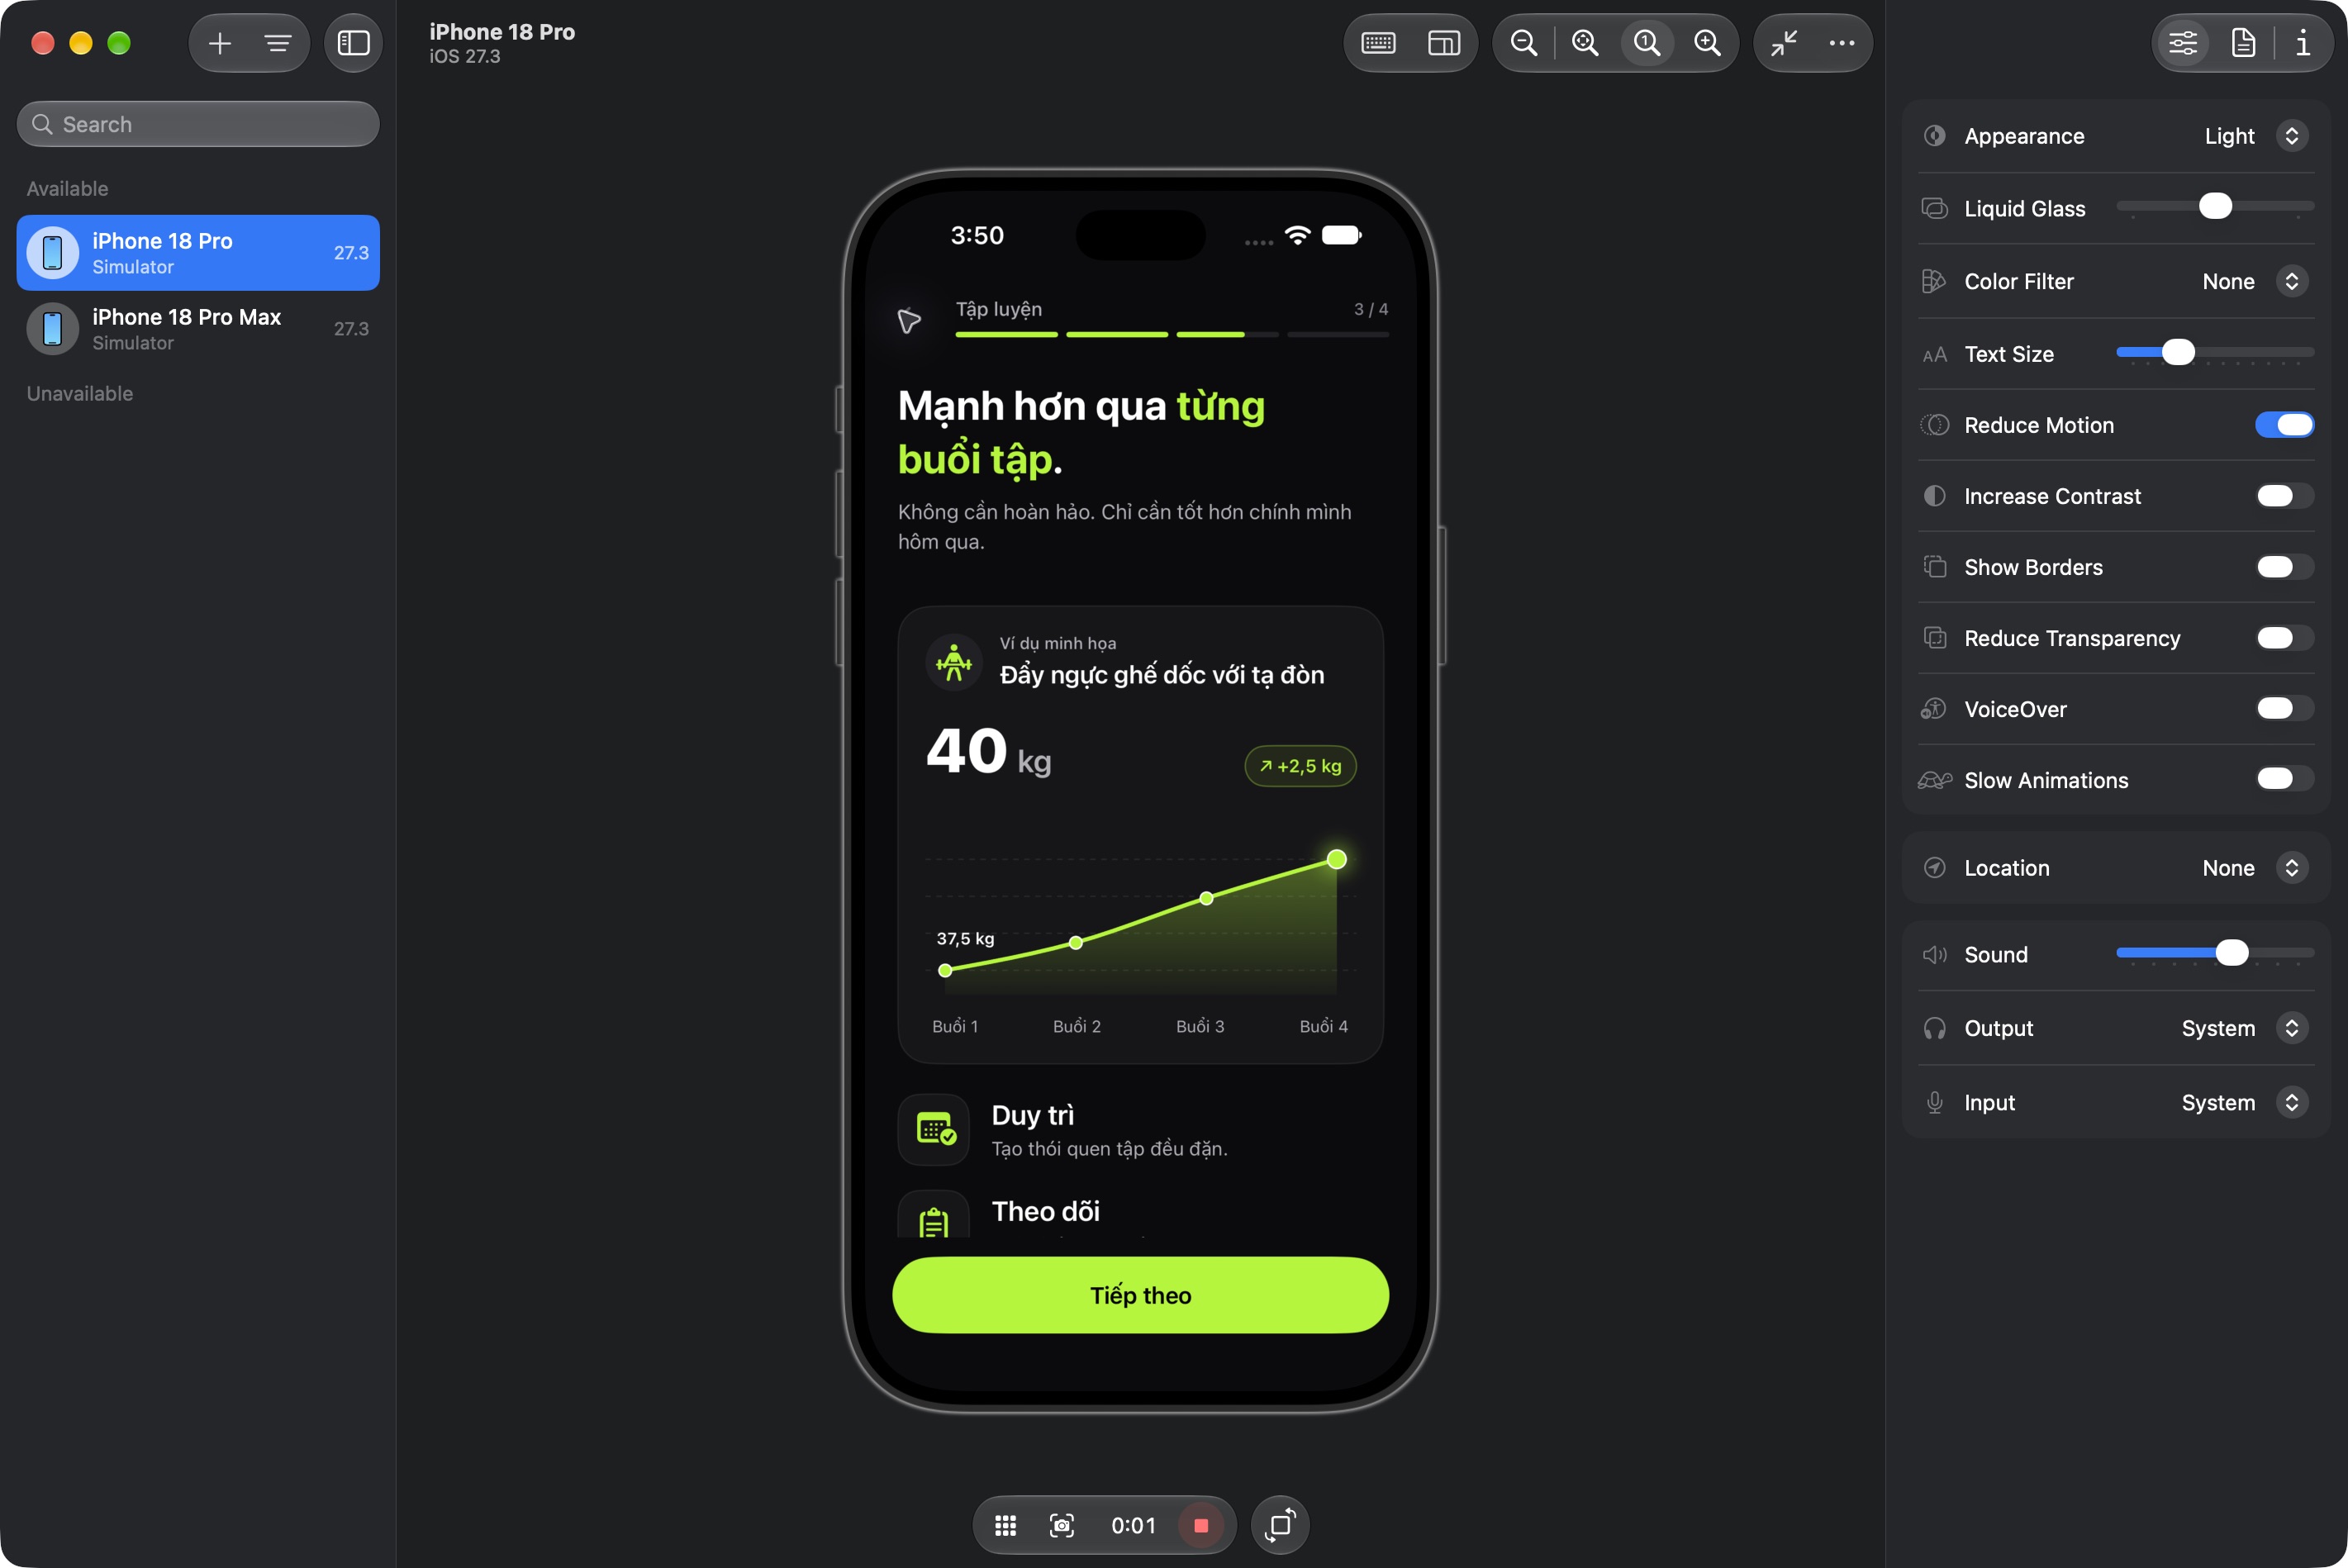 iPhone 18 Pro
iOS 27.3
Search
Available
iPhone 18 Pro
Simulator
27.3
iPhone 18 Pro Max
Simulator
27.3
Unavailable
3:50
Tập luyện
3 / 4
Mạnh hơn qua từng
buổi tập.
Không cần hoàn hảo. Chỉ cần tốt hơn chính mình
hôm qua.
Ví dụ minh họa
Đẩy ngực ghế dốc với tạ đòn
40 kg
+2,5 kg
37,5 kg
Buổi 1
Buổi 2
Buổi 3
Buổi 4
Duy trì
Tạo thói quen tập đều đặn.
Theo dõi
Tiếp theo
0:01
Appearance
Light
Liquid Glass
Color Filter
None
Text Size
Reduce Motion
Increase Contrast
Show Borders
Reduce Transparency
VoiceOver
Slow Animations
Location
None
Sound
Output
System
Input
System